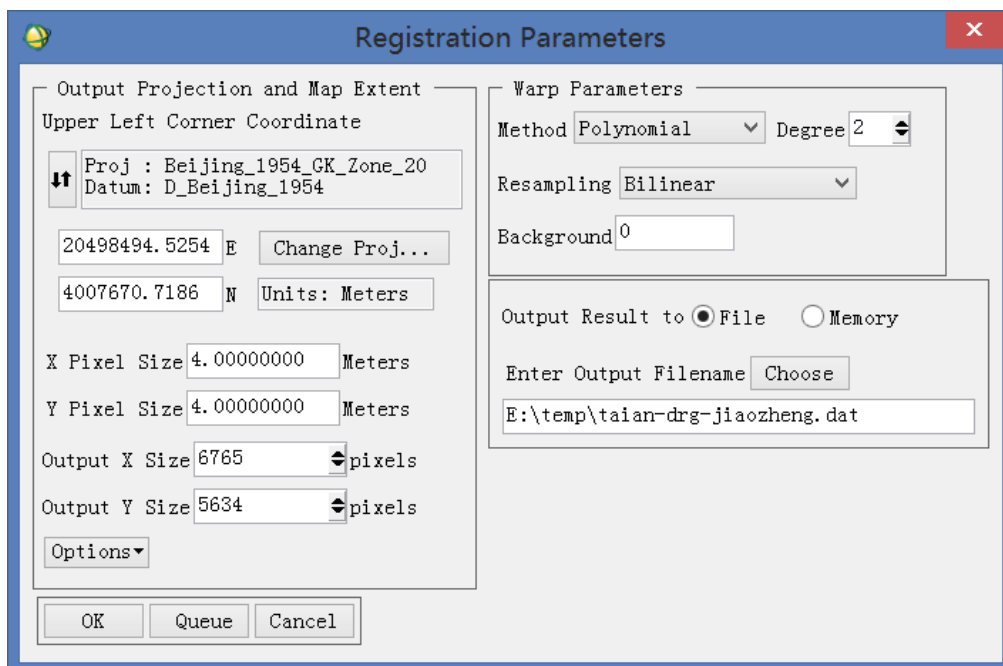 Registration Parameters
Output Projection and Map Extent
Upper Left Corner Coordinate
Proj : Beijing_1954_GK_Zone_20
Datum: D_Beijing_1954
20498494.5254 E Change Proj...
4007670.7186 N Units: Meters
X Pixel Size 4.00000000 Meters
Y Pixel Size 4.00000000 Meters
Output X Size 6765 pixels
Output Y Size 5634 pixels
Options
OK Queue Cancel
Warp Parameters
Method Polynomial Degree 2
Resampling Bilinear
Background 0
Output Result to File Memory
Enter Output Filename Choose
E:\temp\taian-drg-jiaozheng.dat